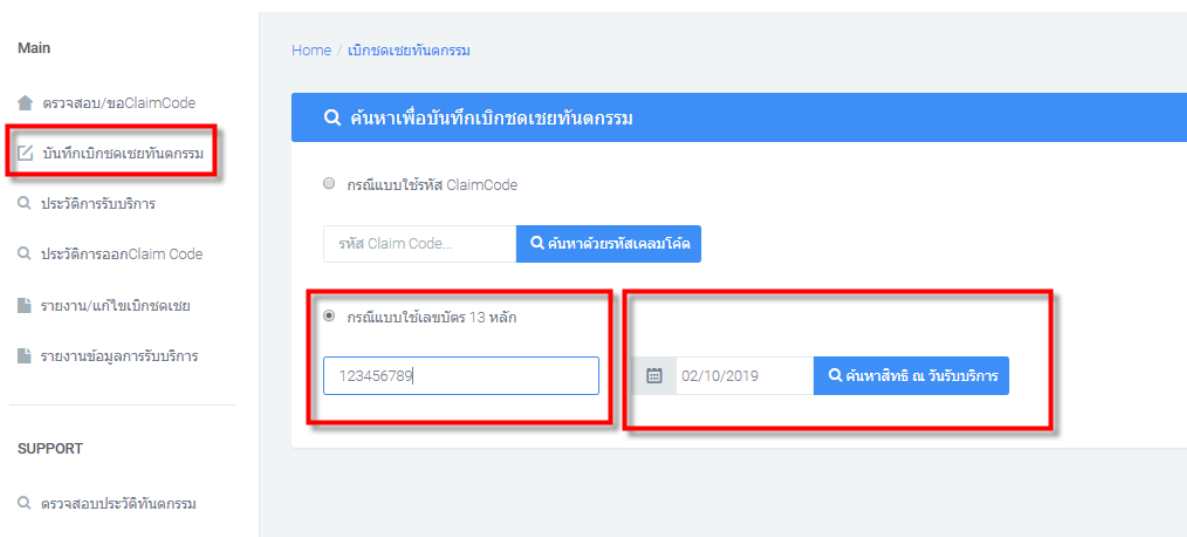 Main
ตรวจสอบ/ขอClaimCode
บันทึกเบิกชดเชยทันตกรรม
ประวัติการรับบริการ
ประวัติการออกClaim Code
รายงาน/แก้ไขเบิกชดเชย
รายงานข้อมูลการรับบริการ
SUPPORT
ตรวจสอบประวัติทันตกรรม
Home / เบิกชดเชยทันตกรรม
ค้นหาเพื่อบันทึกเบิกชดเชยทันตกรรม
กรณีแบบใช้รหัส ClaimCode
รหัส Claim Code... ค้นหาด้วยรหัสเคลมโค้ด
กรณีแบบใช้เลขบัตร 13 หลัก
123456789 02/10/2019 ค้นหาสิทธิ ณ วันรับบริการ